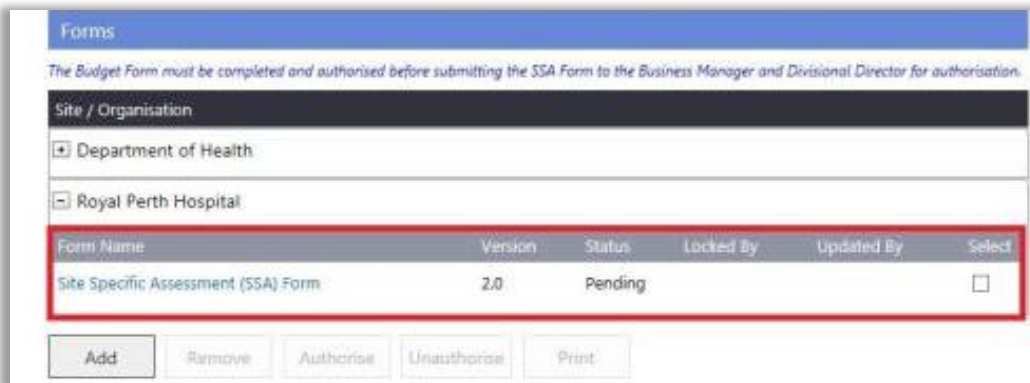 Forms
The Budget Form must be completed and authorised before submitting the SSA Form to the Business Manager and Divisional Director for authorisation.
Site / Organisation
Department of Health
Royal Perth Hospital
Form Name Version Status Locked By Updated By Select
Site Specific Assessment (SSA) Form 2.0 Pending
Add Remove Authorise Unauthorise Print